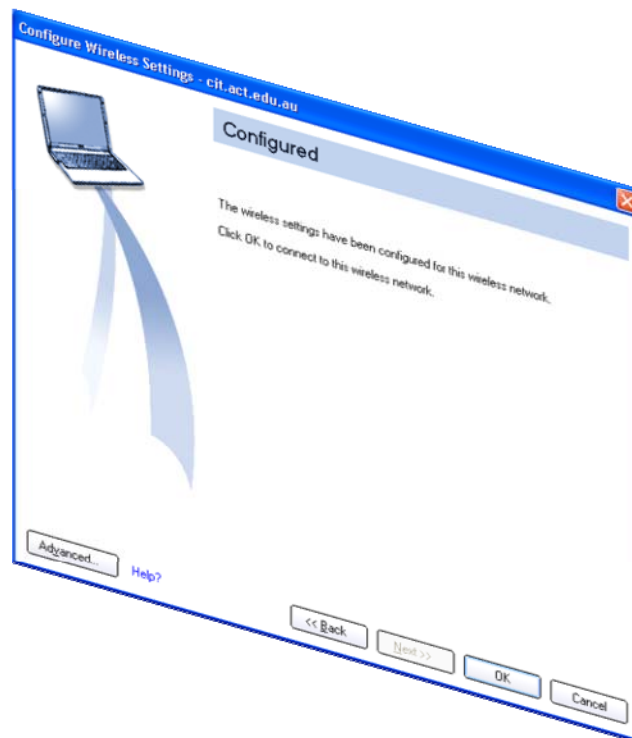 Configure Wireless Settings - cit.act.edu.au
Configured
The wireless settings have been configured for this wireless network.
Click OK to connect to this wireless network.
Advanced...
Help?
<< Back
Next >>
OK
Cancel